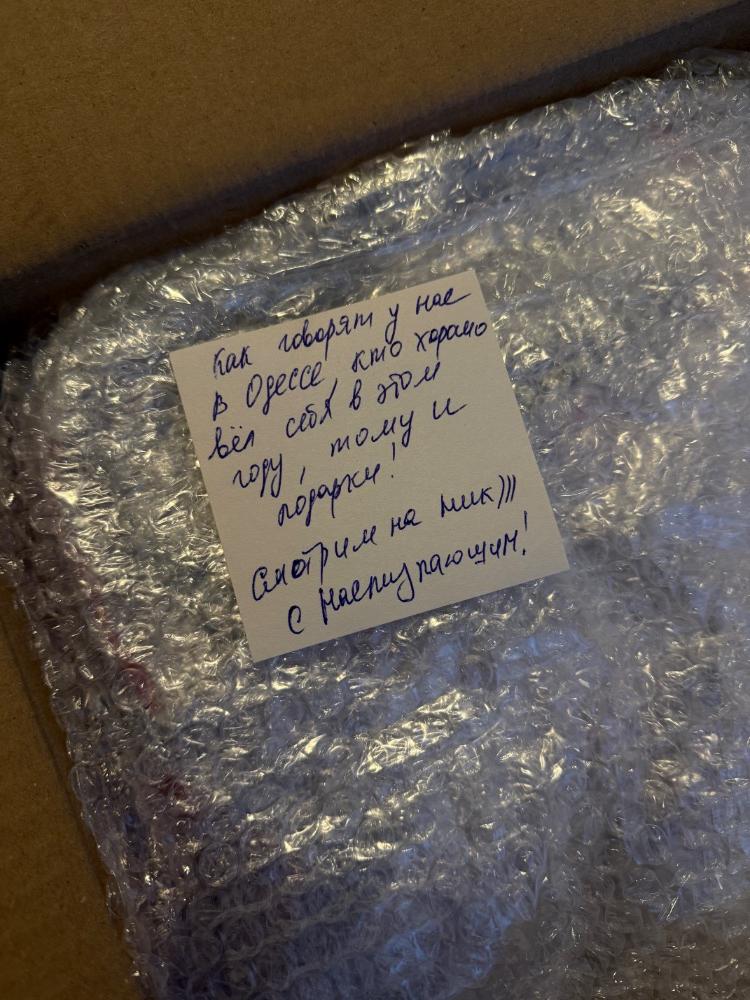 Как говорят у нас
в Одессе, кто хорошо
вёл себя в этом
году, тому и
подарки!
Смотрим на ник)))
С Наступающим!